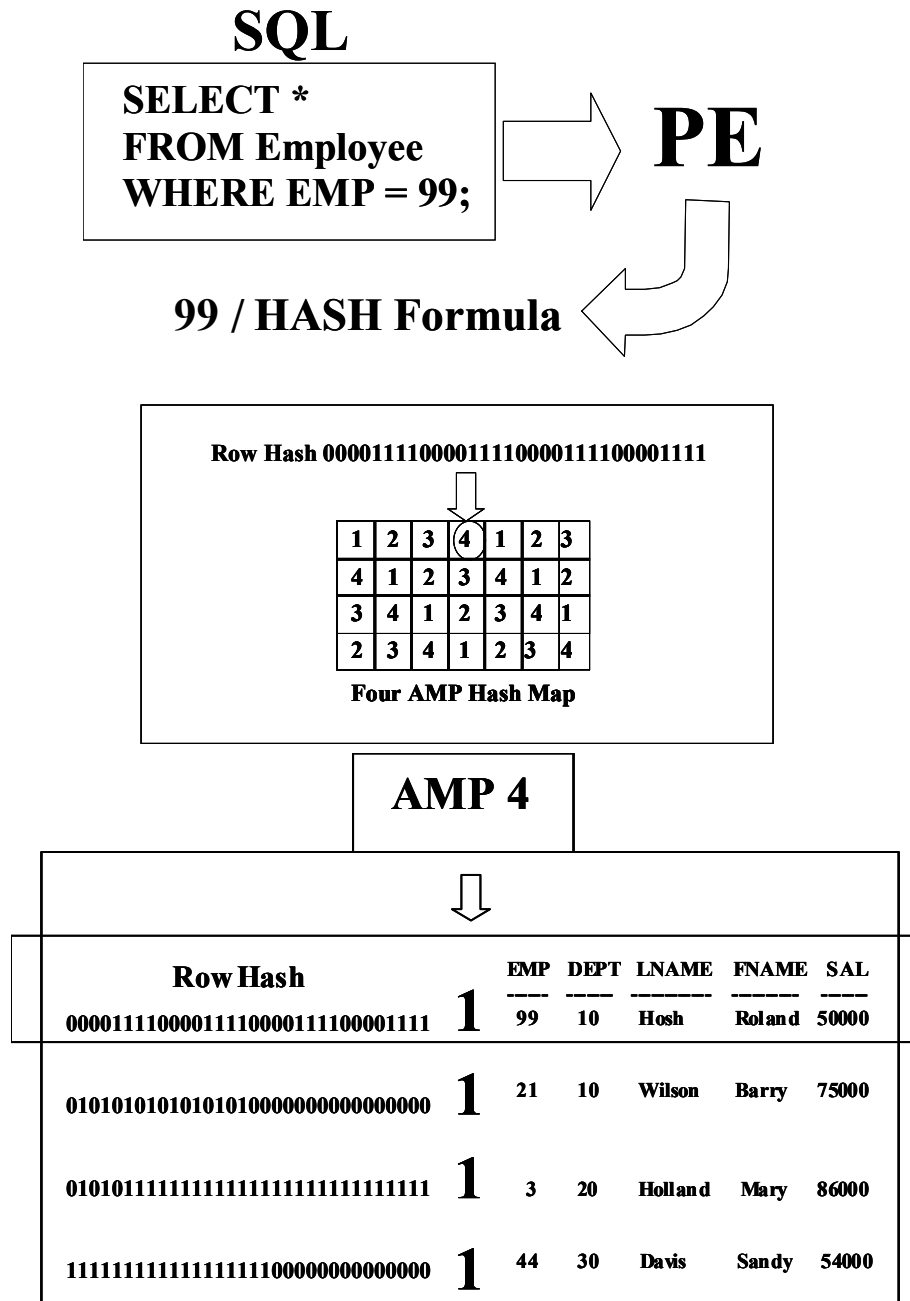 SQL
SELECT *
FROM Employee
WHERE EMP = 99;
PE
99 / HASH Formula
Row Hash 00001111000011110000111100001111
1 2 3 4 1 2 3
4 1 2 3 4 1 2
3 4 1 2 3 4 1
2 3 4 1 2 3 4
Four AMP Hash Map
AMP 4
Row Hash EMP DEPT LNAME FNAME SAL
00001111000011110000111100001111 1 99 10 Hosh Roland 50000
01010101010101010000000000000000 1 21 10 Wilson Barry 75000
01010111111111111111111111111111 1 3 20 Holland Mary 86000
11111111111111111100000000000000 1 44 30 Davis Sandy 54000